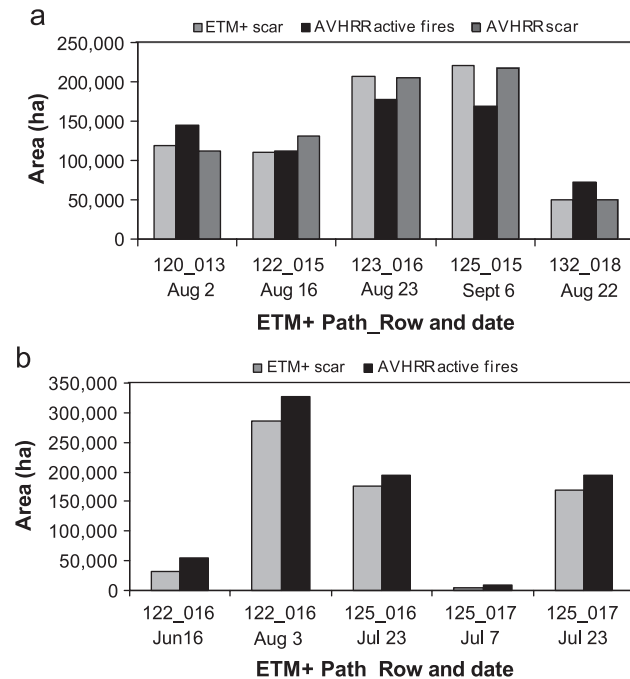 a
ETM+ scar AVHRR active fires AVHRR scar
250,000
200,000
150,000
100,000
50,000
0
Area (ha)
120_013 122_015 123_016 125_015 132_018
Aug 2 Aug 16 Aug 23 Sept 6 Aug 22
ETM+ Path_Row and date
b
ETM+ scar AVHRR active fires
350,000
300,000
250,000
200,000
150,000
100,000
50,000
0
Area (ha)
122_016 122_016 125_016 125_017 125_017
Jun16 Aug 3 Jul 23 Jul 7 Jul 23
ETM+ Path_Row and date